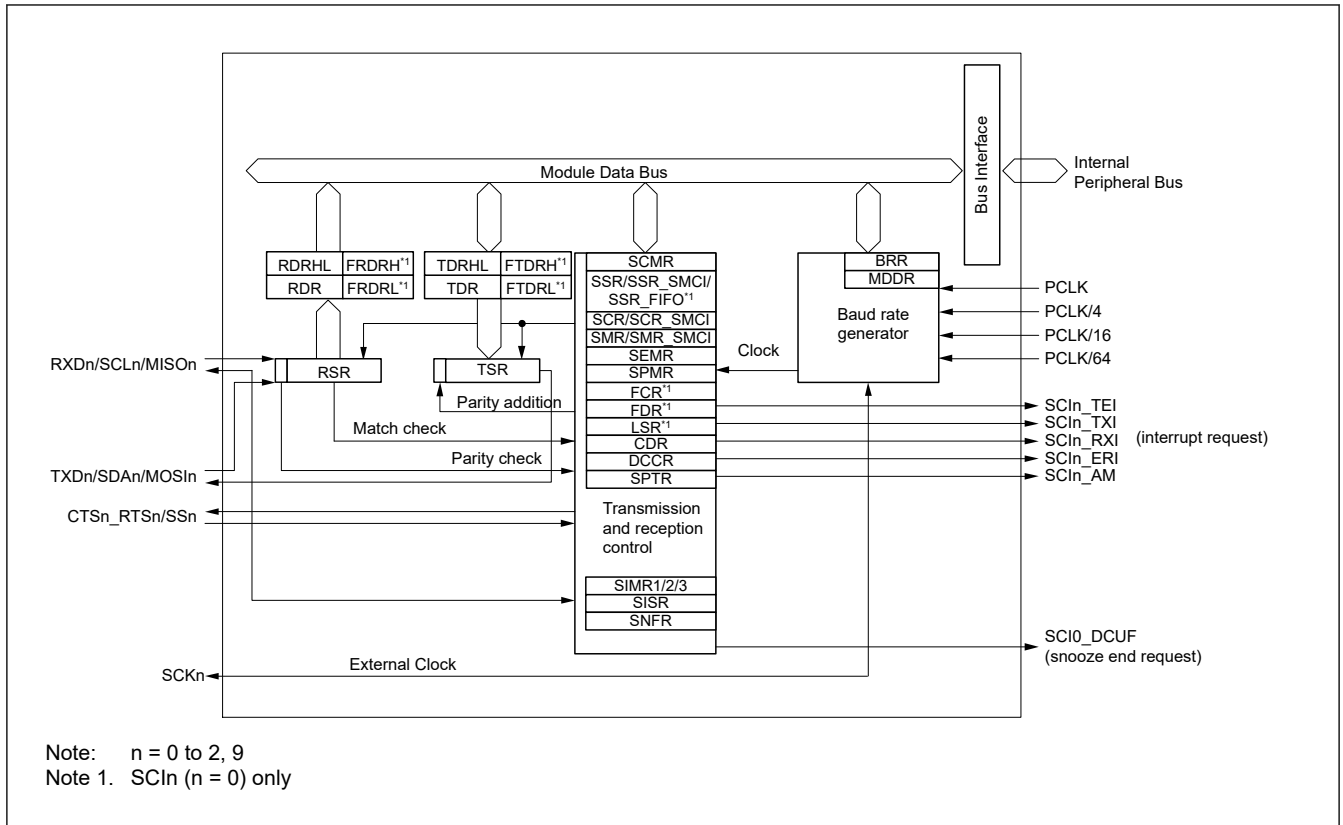 Bus Interface
Module Data Bus
Internal
Peripheral Bus
RDRHL FRDRH*1
RDR FRDRL*1
TDRHL FTDRH*1
TDR FTDRL*1
SCMR
SSR/SSR_SMCI/
SSR_FIFO*1
SCR/SCR_SMCI
SMR/SMR_SMCI
SEMR
SPMR
FCR*1
FDR*1
LSR*1
CDR
DCCR
SPTR
Transmission
and reception
control
SIMR1/2/3
SISR
SNFR
BRR
MDDR
Baud rate
generator
Clock
PCLK
PCLK/4
PCLK/16
PCLK/64
RXDn/SCLn/MISOn
RSR
TSR
Parity addition
Match check
Parity check
TXDn/SDAn/MOSIn
CTSn_RTSn/SSn
SCIn_TEI
SCIn_TXI
SCIn_RXI (interrupt request)
SCIn_ERI
SCIn_AM
SCI0_DCUF
(snooze end request)
External Clock
SCKn
Note: n = 0 to 2, 9
Note 1. SCIn (n = 0) only